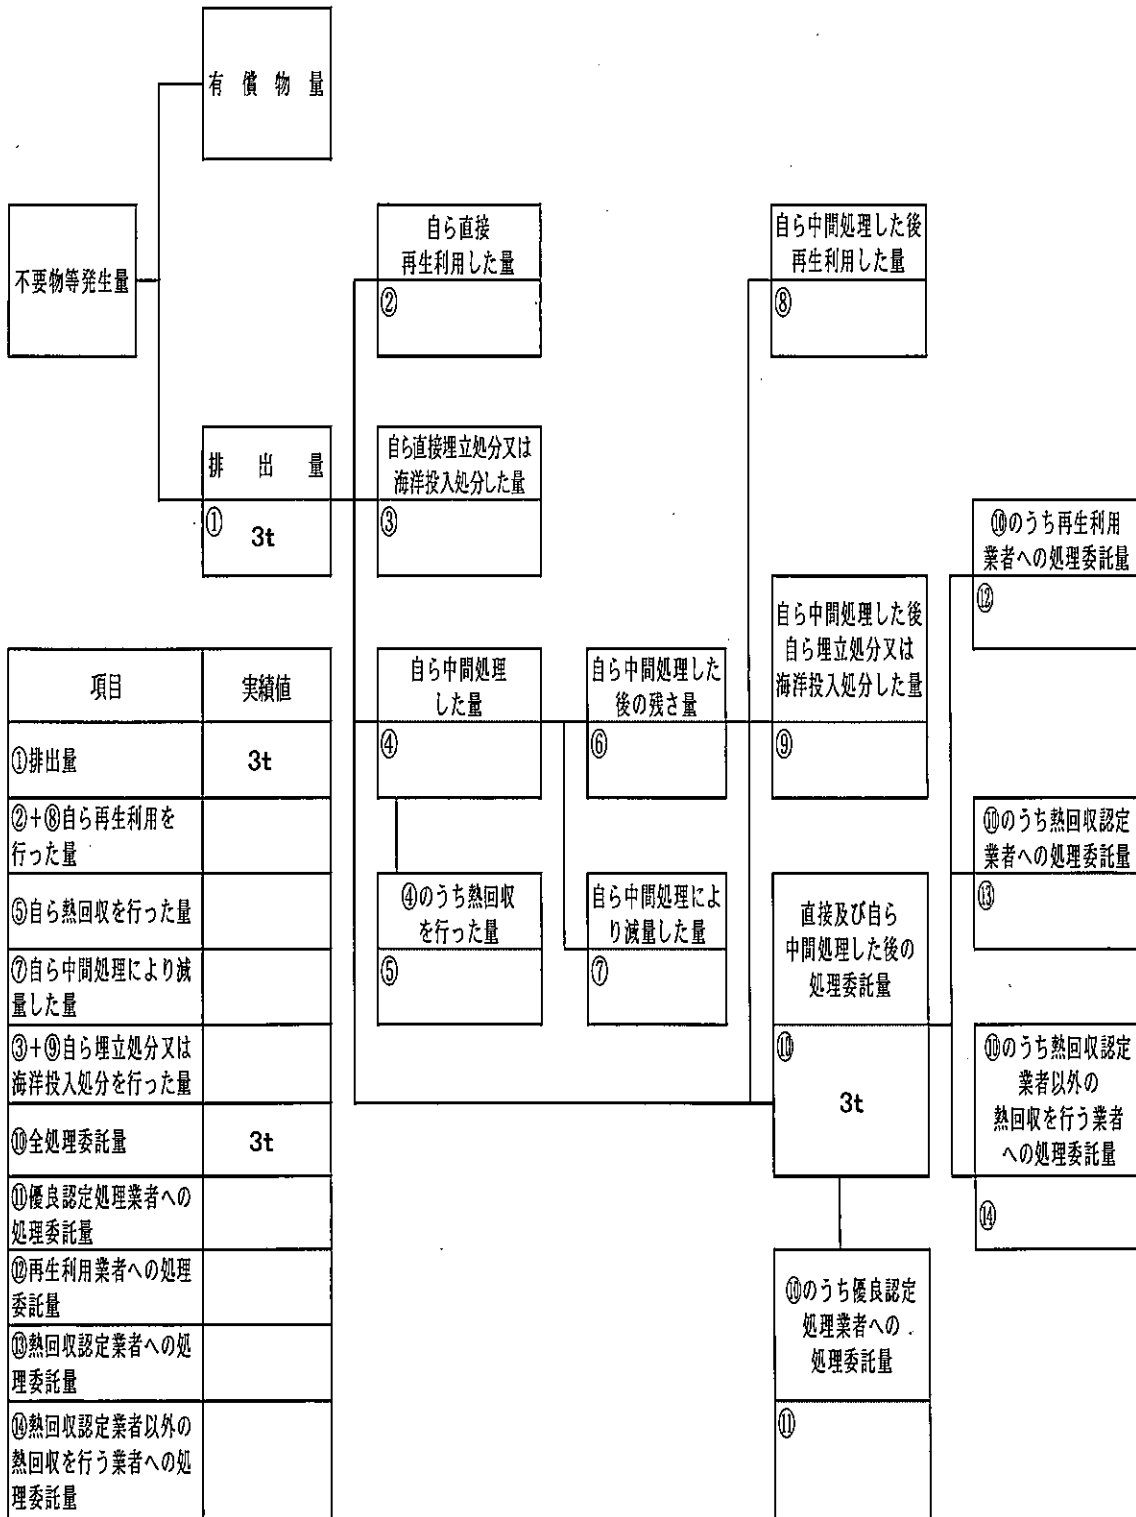 有償物量
不要物等発生量
自ら直接
再生利用した量
②
自ら中間処理した後
再生利用した量
⑧
排出量
①
3t
自ら直接埋立処分又は
海洋投入処分した量
③
⑩のうち再生利用
業者への処理委託量
⑫
自ら中間処理した後
自ら埋立処分又は
海洋投入処分した量
⑨
自ら中間処理
した量
④
自ら中間処理した
後の残さ量
⑥
④のうち熱回収
を行った量
⑤
自ら中間処理によ
り減量した量
⑦
⑩のうち熱回収認定
業者への処理委託量
⑬
直接及び自ら
中間処理した後の
処理委託量
⑩
3t
⑩のうち熱回収認定
業者以外の
熱回収を行う業者
への処理委託量
⑭
⑩のうち優良認定
処理業者への
処理委託量
⑪
項目 実績値
①排出量 3t
②+⑧自ら再生利用を
行った量
⑤自ら熱回収を行った量
⑦自ら中間処理により減
量した量
③+⑨自ら埋立処分又は
海洋投入処分を行った量
⑩全処理委託量 3t
⑪優良認定処理業者への
処理委託量
⑫再生利用業者への処理
委託量
⑬熱回収認定業者への処
理委託量
⑭熱回収認定業者以外の
熱回収を行う業者への処
理委託量